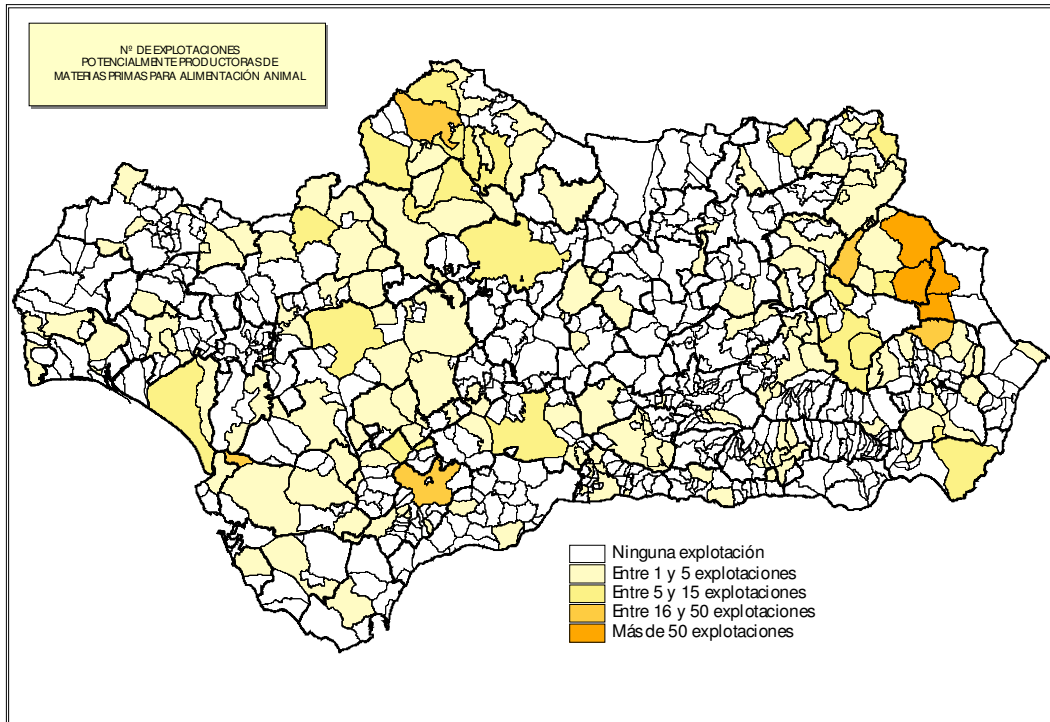 Nº DE EXPLOTACIONES
POTENCIALMENTE PRODUCTORAS DE
MATERIAS PRIMAS PARA ALIMENTACIÓN ANIMAL
Ninguna explotación
Entre 1 y 5 explotaciones
Entre 5 y 15 explotaciones
Entre 16 y 50 explotaciones
Más de 50 explotaciones